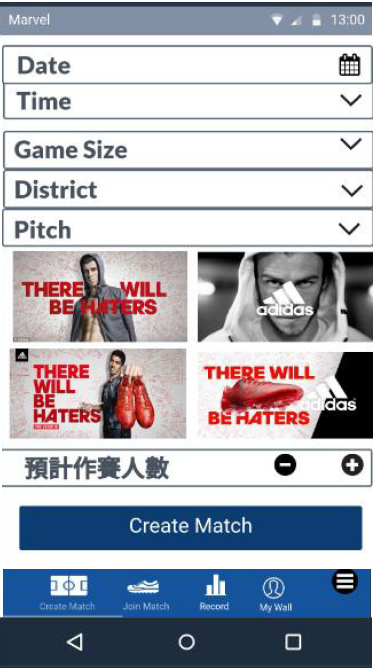 Marvel 13:00
Date
Time
Game Size
District
Pitch
THERE WILL
BE HATERS
adidas
THERE
WILL
BE
HATERS
THERE WILL
BE HATERS
adidas
預計作賽人數
Create Match
Create Match Join Match Record My Wall